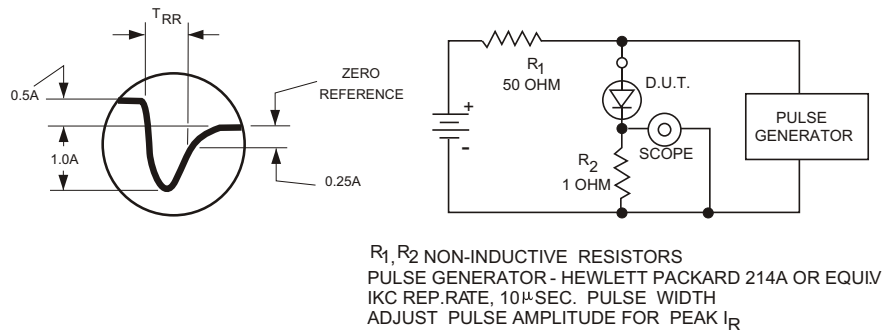 TRR
0.5A
1.0A
ZERO
REFERENCE
0.25A
R1
50 OHM
+
-
D.U.T.
SCOPE
R2
1 OHM
PULSE
GENERATOR
R1,R2 NON-INDUCTIVE RESISTORS
PULSE GENERATOR - HEWLETT PACKARD 214A OR EQUIV
IKC REP.RATE, 10μSEC. PULSE WIDTH
ADJUST PULSE AMPLITUDE FOR PEAK IR